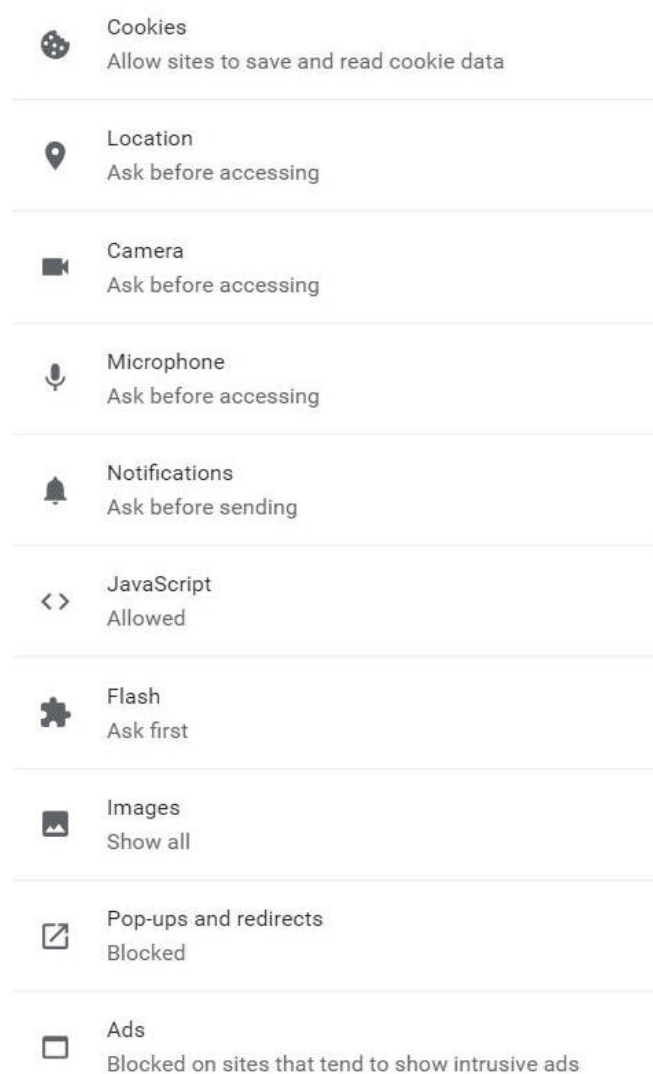 Cookies
Allow sites to save and read cookie data
Location
Ask before accessing
Camera
Ask before accessing
Microphone
Ask before accessing
Notifications
Ask before sending
JavaScript
Allowed
Flash
Ask first
Images
Show all
Pop-ups and redirects
Blocked
Ads
Blocked on sites that tend to show intrusive ads